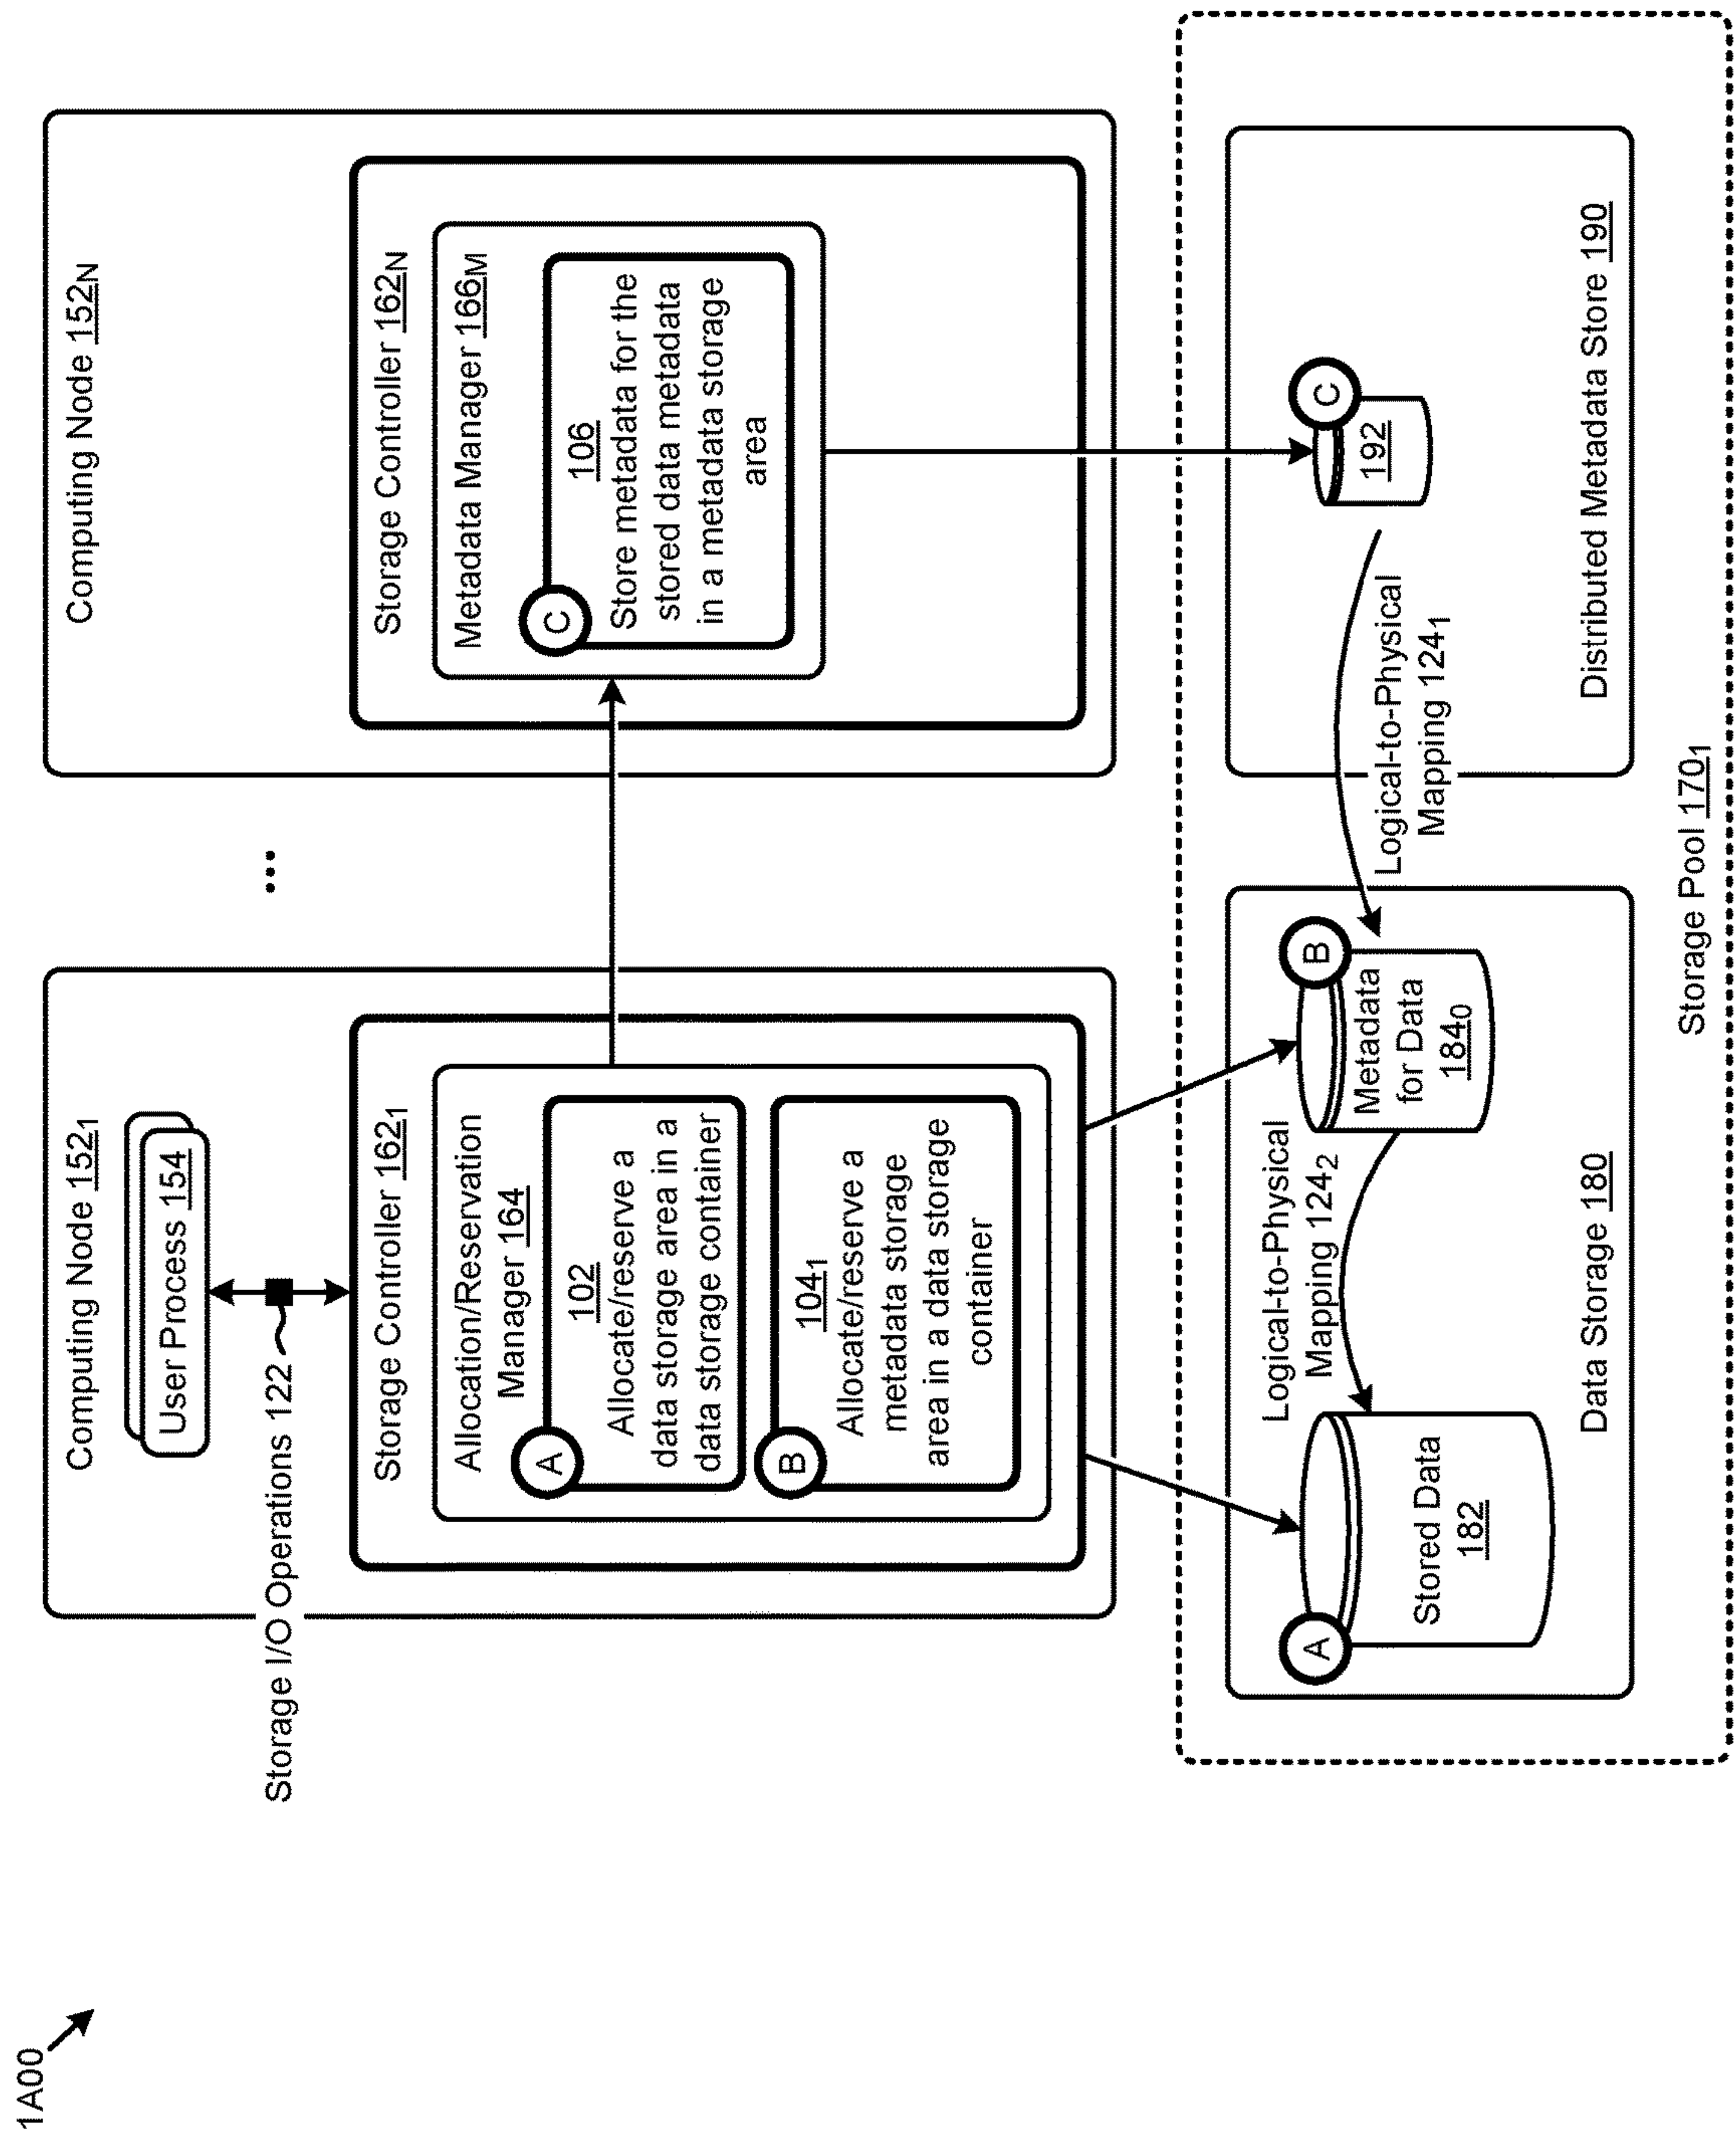 1A00
Computing Node 152₁
User Process 154
Storage I/O Operations 122
Storage Controller 162₁
Allocation/Reservation
Manager 164
A
102
Allocate/reserve a
data storage area in a
data storage container
B
104₁
Allocate/reserve a
metadata storage
area in a data storage
container
...
Computing Node 152N
Storage Controller 162N
Metadata Manager 166M
C
106
Store metadata for the
stored data metadata
in a metadata storage
area
A
Stored Data
182
Logical-to-Physical
Mapping 124₂
B
Metadata
for Data
184₀
Data Storage 180
Logical-to-Physical
Mapping 124₁
C
192
Distributed Metadata Store 190
Storage Pool 170₁